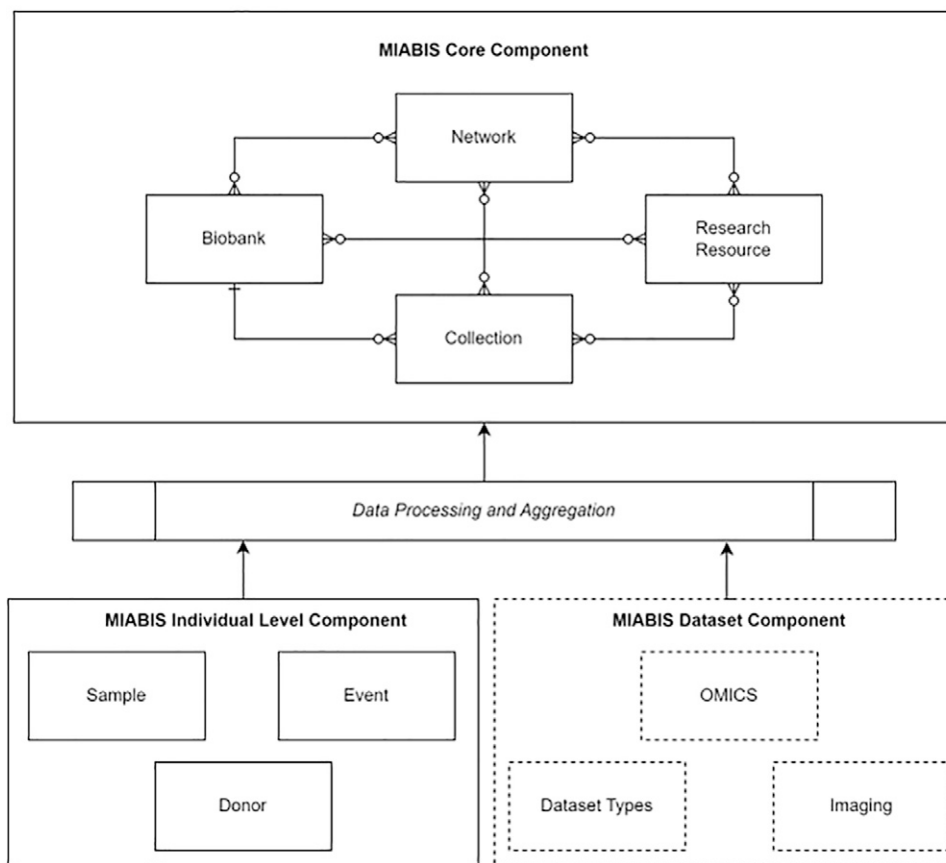 MIABIS Core Component
Network
Biobank
Research
Resource
Collection
Data Processing and Aggregation
MIABIS Individual Level Component
Sample
Event
Donor
MIABIS Dataset Component
OMICS
Dataset Types
Imaging